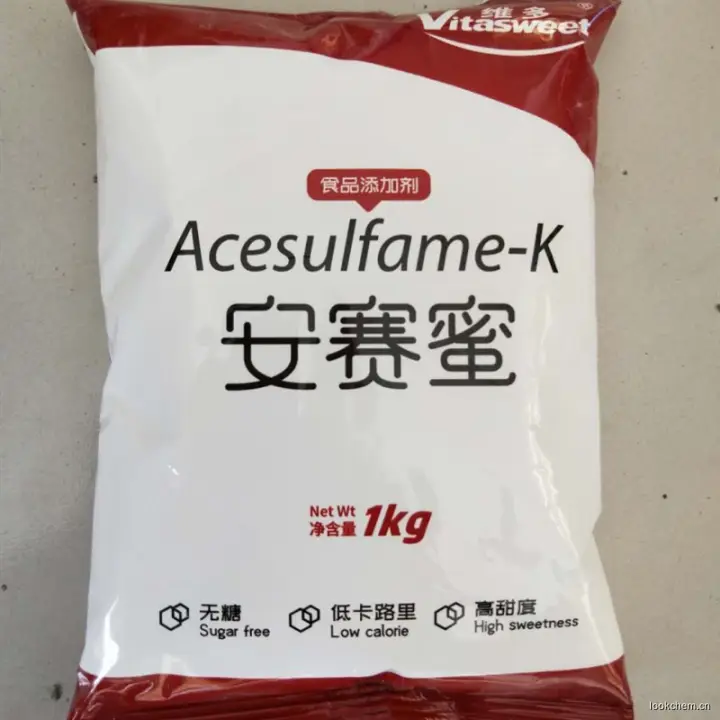 维多
Vitasweet®
食品添加剂
Acesulfame-K
安赛蜜
Net Wt
净含量 1kg
无糖
Sugar free
低卡路里
Low calorie
高甜度
High sweetness
lookchem.cn